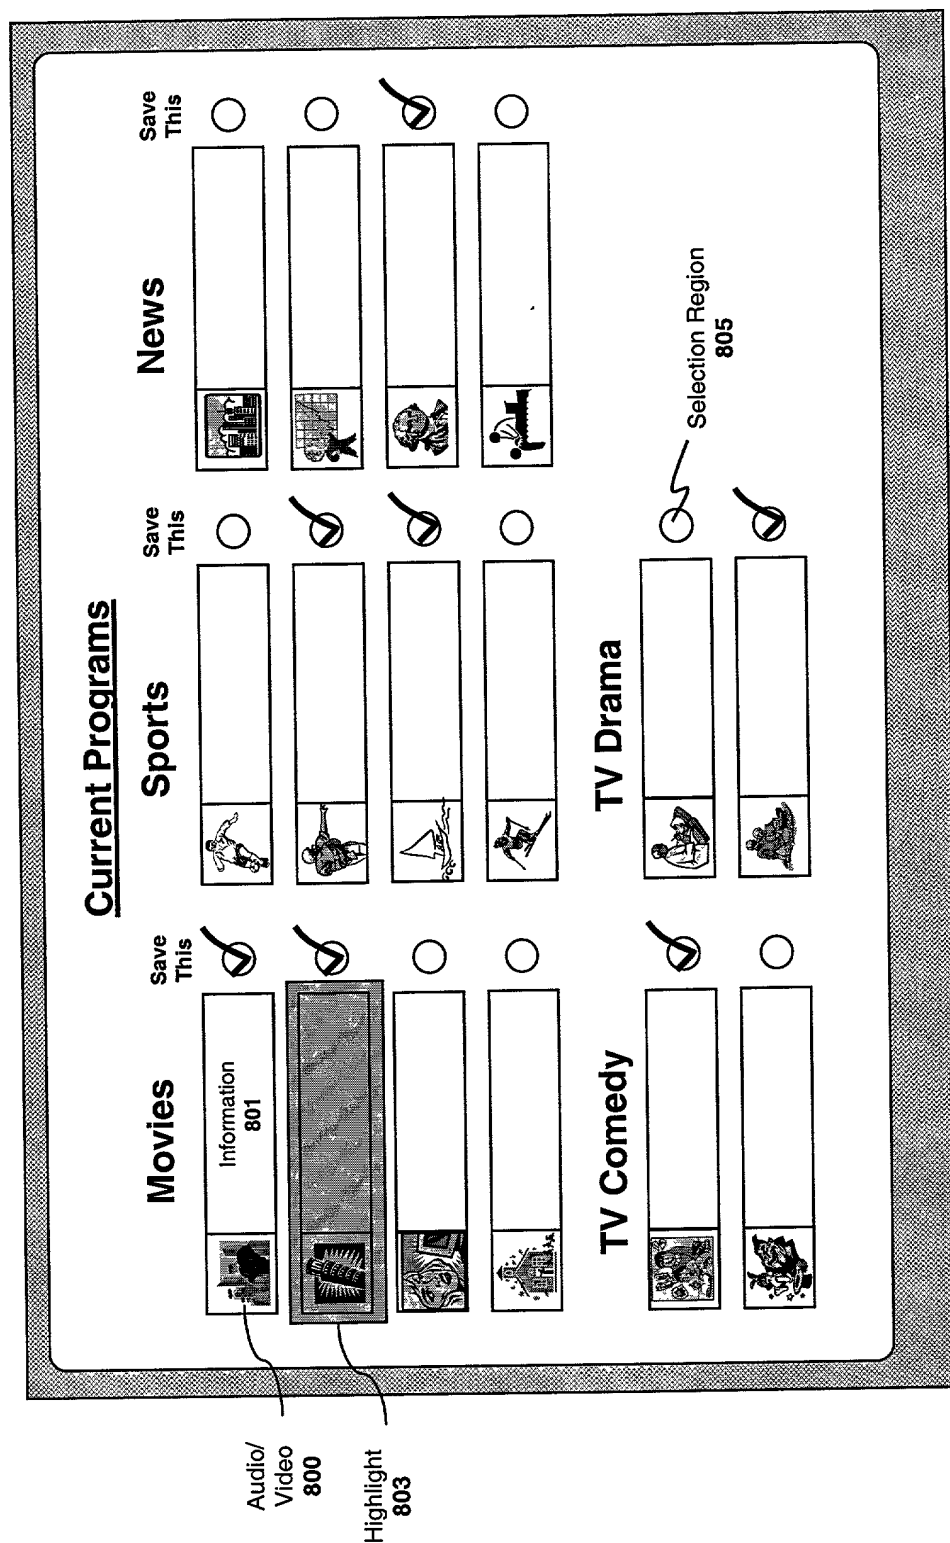 Current Programs
Movies
Save
This
Sports
Save
This
News
Save
This
Information
801
Audio/
Video
800
Highlight
803
TV Comedy
TV Drama
Selection Region
805